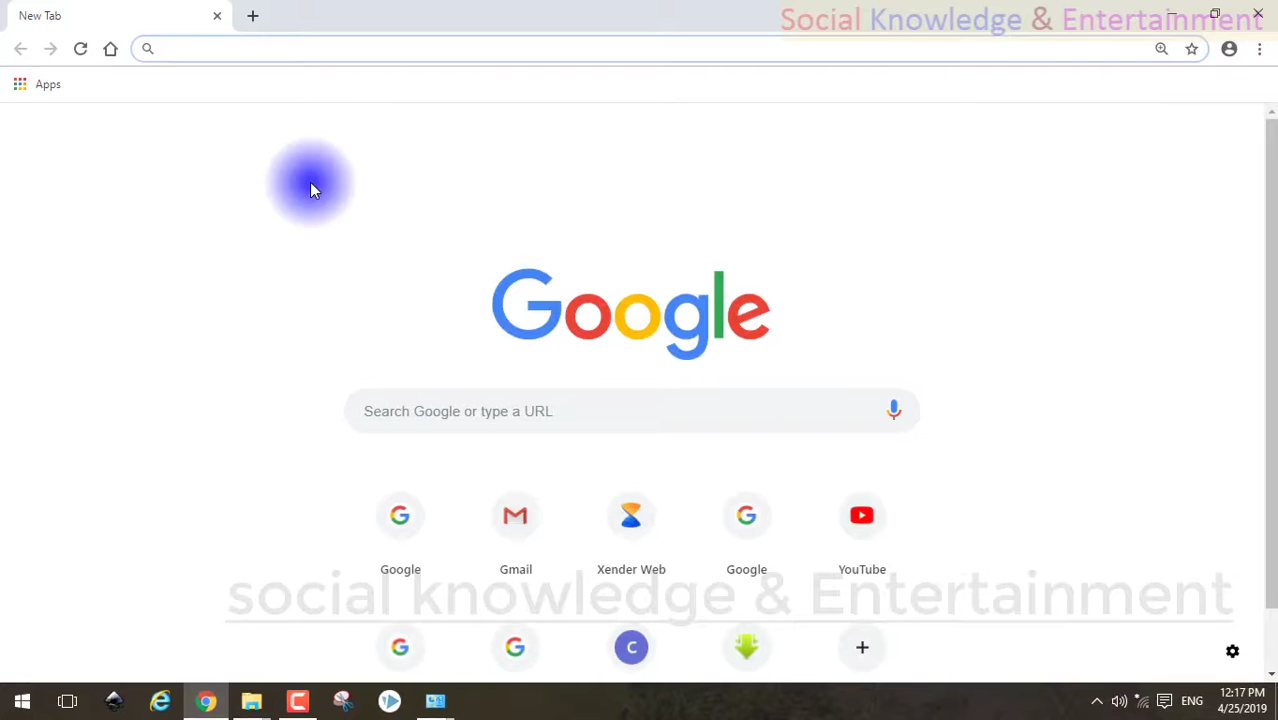 New Tab
Social Knowledge & Entertainment
Apps
Google
Search Google or type a URL
Google
Gmail
Xender Web
Google
YouTube
social knowledge & Entertainment
C
ENG
12:17 PM
4/25/2019